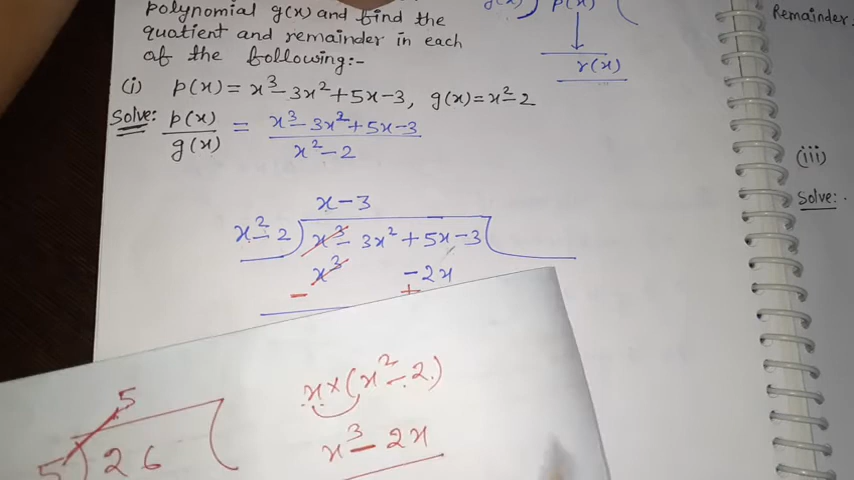 polynomial g(x) and find the
quatient and remainder in each
of the following:-
g(x) ) p(x) (
r(x)
(i) p(x) = x³ - 3x² + 5x - 3, g(x) = x² - 2
Solve: p(x) / g(x) = x³ - 3x² + 5x - 3 / x² - 2
x - 3
x² - 2 ) x³ - 3x² + 5x - 3 (
x³ - 2x
- +
x × (x² - 2)
x³ - 2x
5
5 ) 26
Remainder.
(iii)
Solve:-